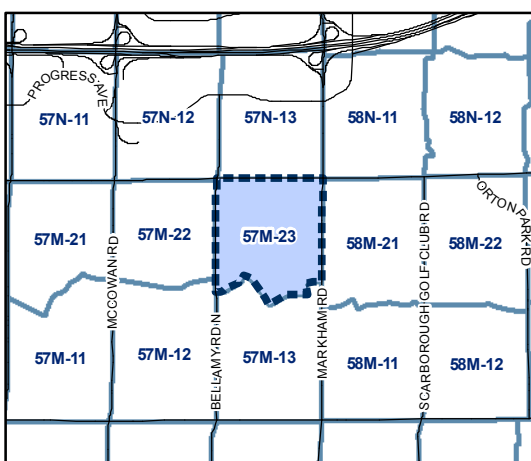 PROGRESS AVE
57N-11
57N-12
57N-13
58N-11
58N-12
ORTON PARK RD
57M-21
57M-22
57M-23
58M-21
58M-22
MCCOWAN RD
BELLAMY RD N
MARKHAM RD
SCARBOROUGH GOLF CLUB RD
57M-11
57M-12
57M-13
58M-11
58M-12